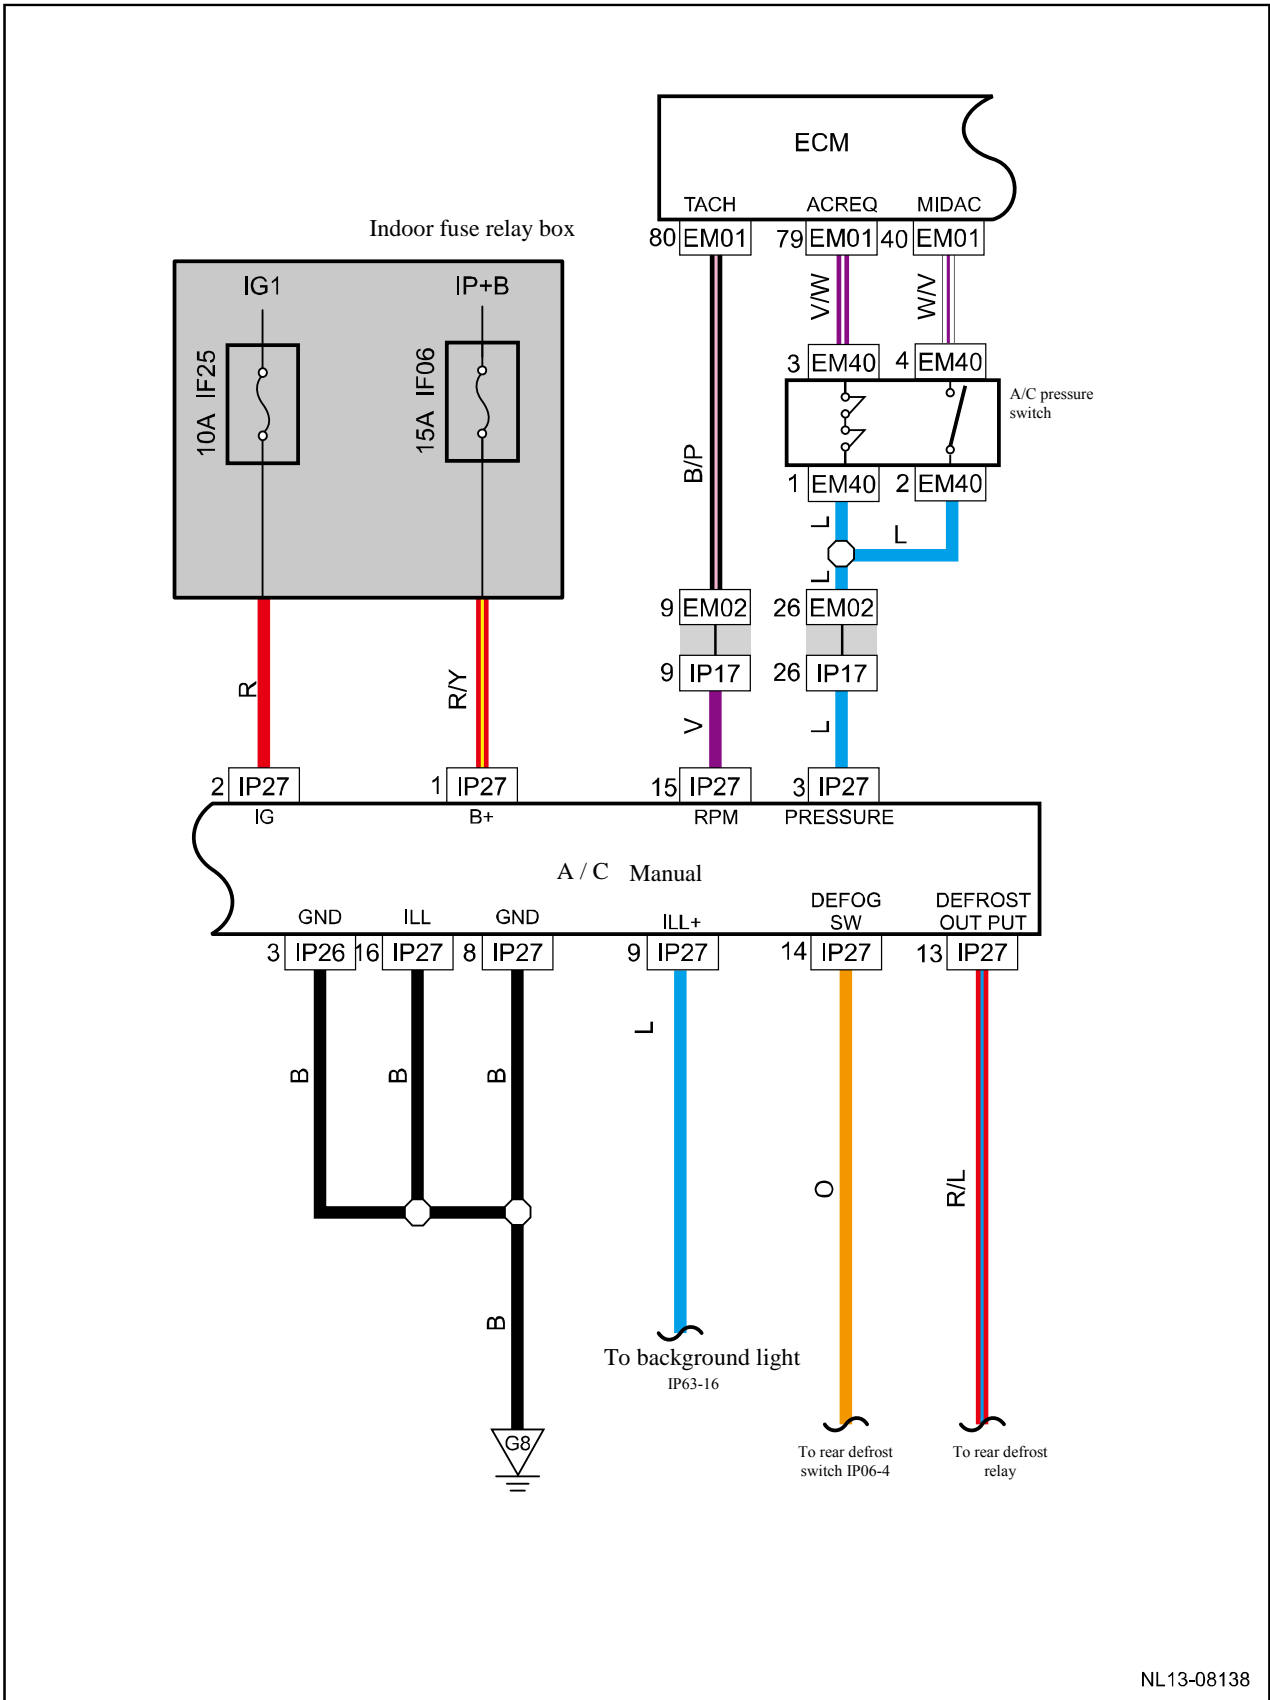 ECM
TACH ACREQ MIDAC
80 EM01 79 EM01 40 EM01
Indoor fuse relay box
IG1 IP+B
10A IF25
15A IF06
V/W
W/V
3 EM40 4 EM40
A/C pressure
switch
1 EM40 2 EM40
B/P
L
L
L
9 EM02 26 EM02
9 IP17 26 IP17
R
R/Y
V
L
2 IP27 1 IP27 15 IP27 3 IP27
IG B+ RPM PRESSURE
A / C Manual
GND ILL GND ILL+ DEFOG
SW DEFROST
OUT PUT
3 IP26 16 IP27 8 IP27 9 IP27 14 IP27 13 IP27
L
B B B
O
R/L
B
To background light
IP63-16
G8
To rear defrost
switch IP06-4
To rear defrost
relay
NL13-08138